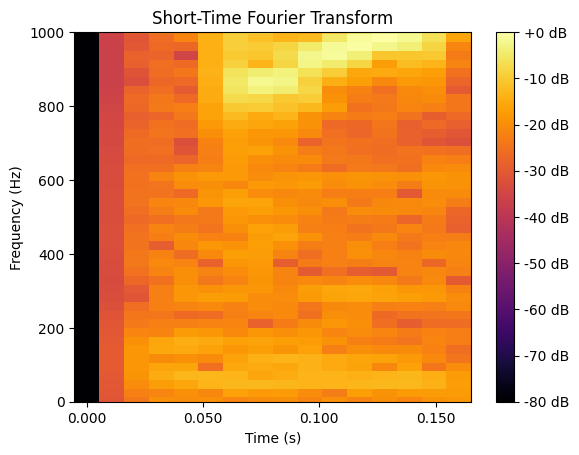 Short-Time Fourier Transform
Frequency (Hz)
1000
800
600
400
200
0
0.000
0.050
0.100
0.150
Time (s)
+0 dB
-10 dB
-20 dB
-30 dB
-40 dB
-50 dB
-60 dB
-70 dB
-80 dB